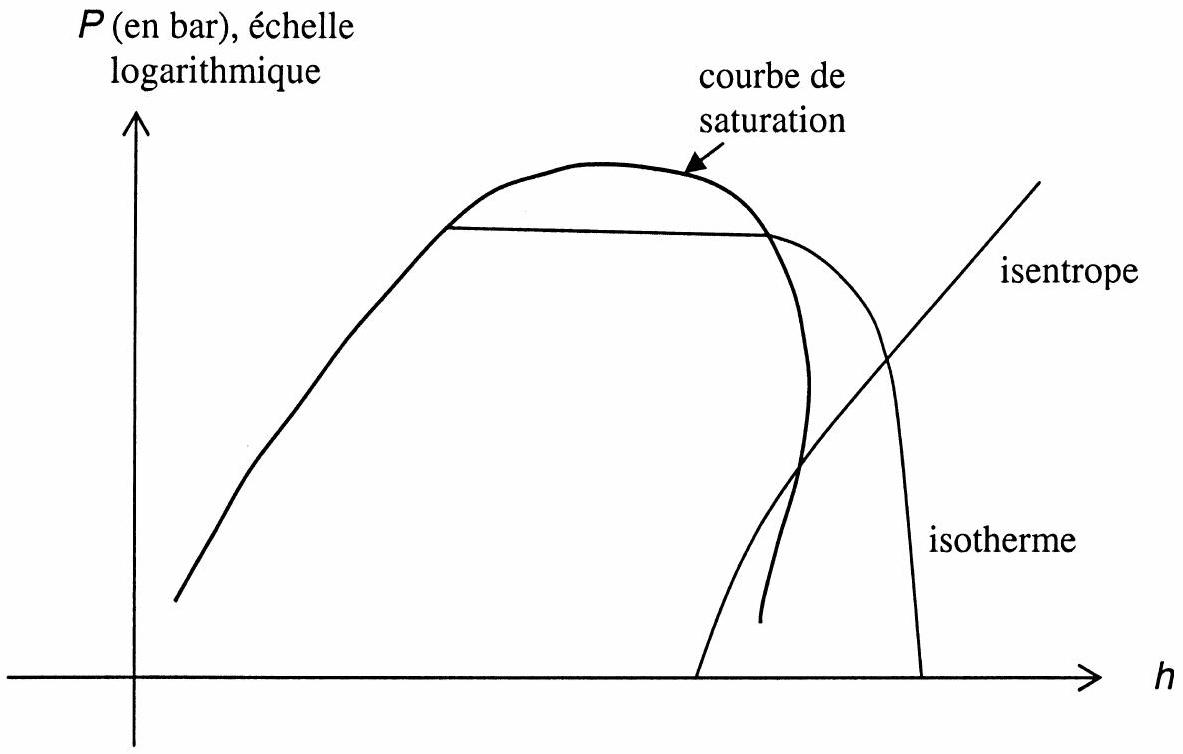 P (en bar), échelle
logarithmique
courbe de
saturation
isentrope
isotherme
h